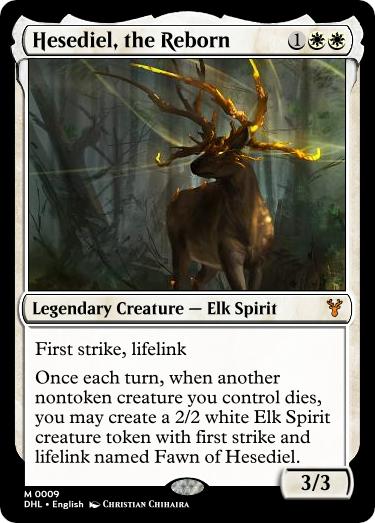 Hesediel, the Reborn 1
Legendary Creature — Elk Spirit
First strike, lifelink
Once each turn, when another
nontoken creature you control dies,
you may create a 2/2 white Elk Spirit
creature token with first strike and
lifelink named Fawn of Hesediel.
3/3
M 0009
DHL • English Christian Chihaira